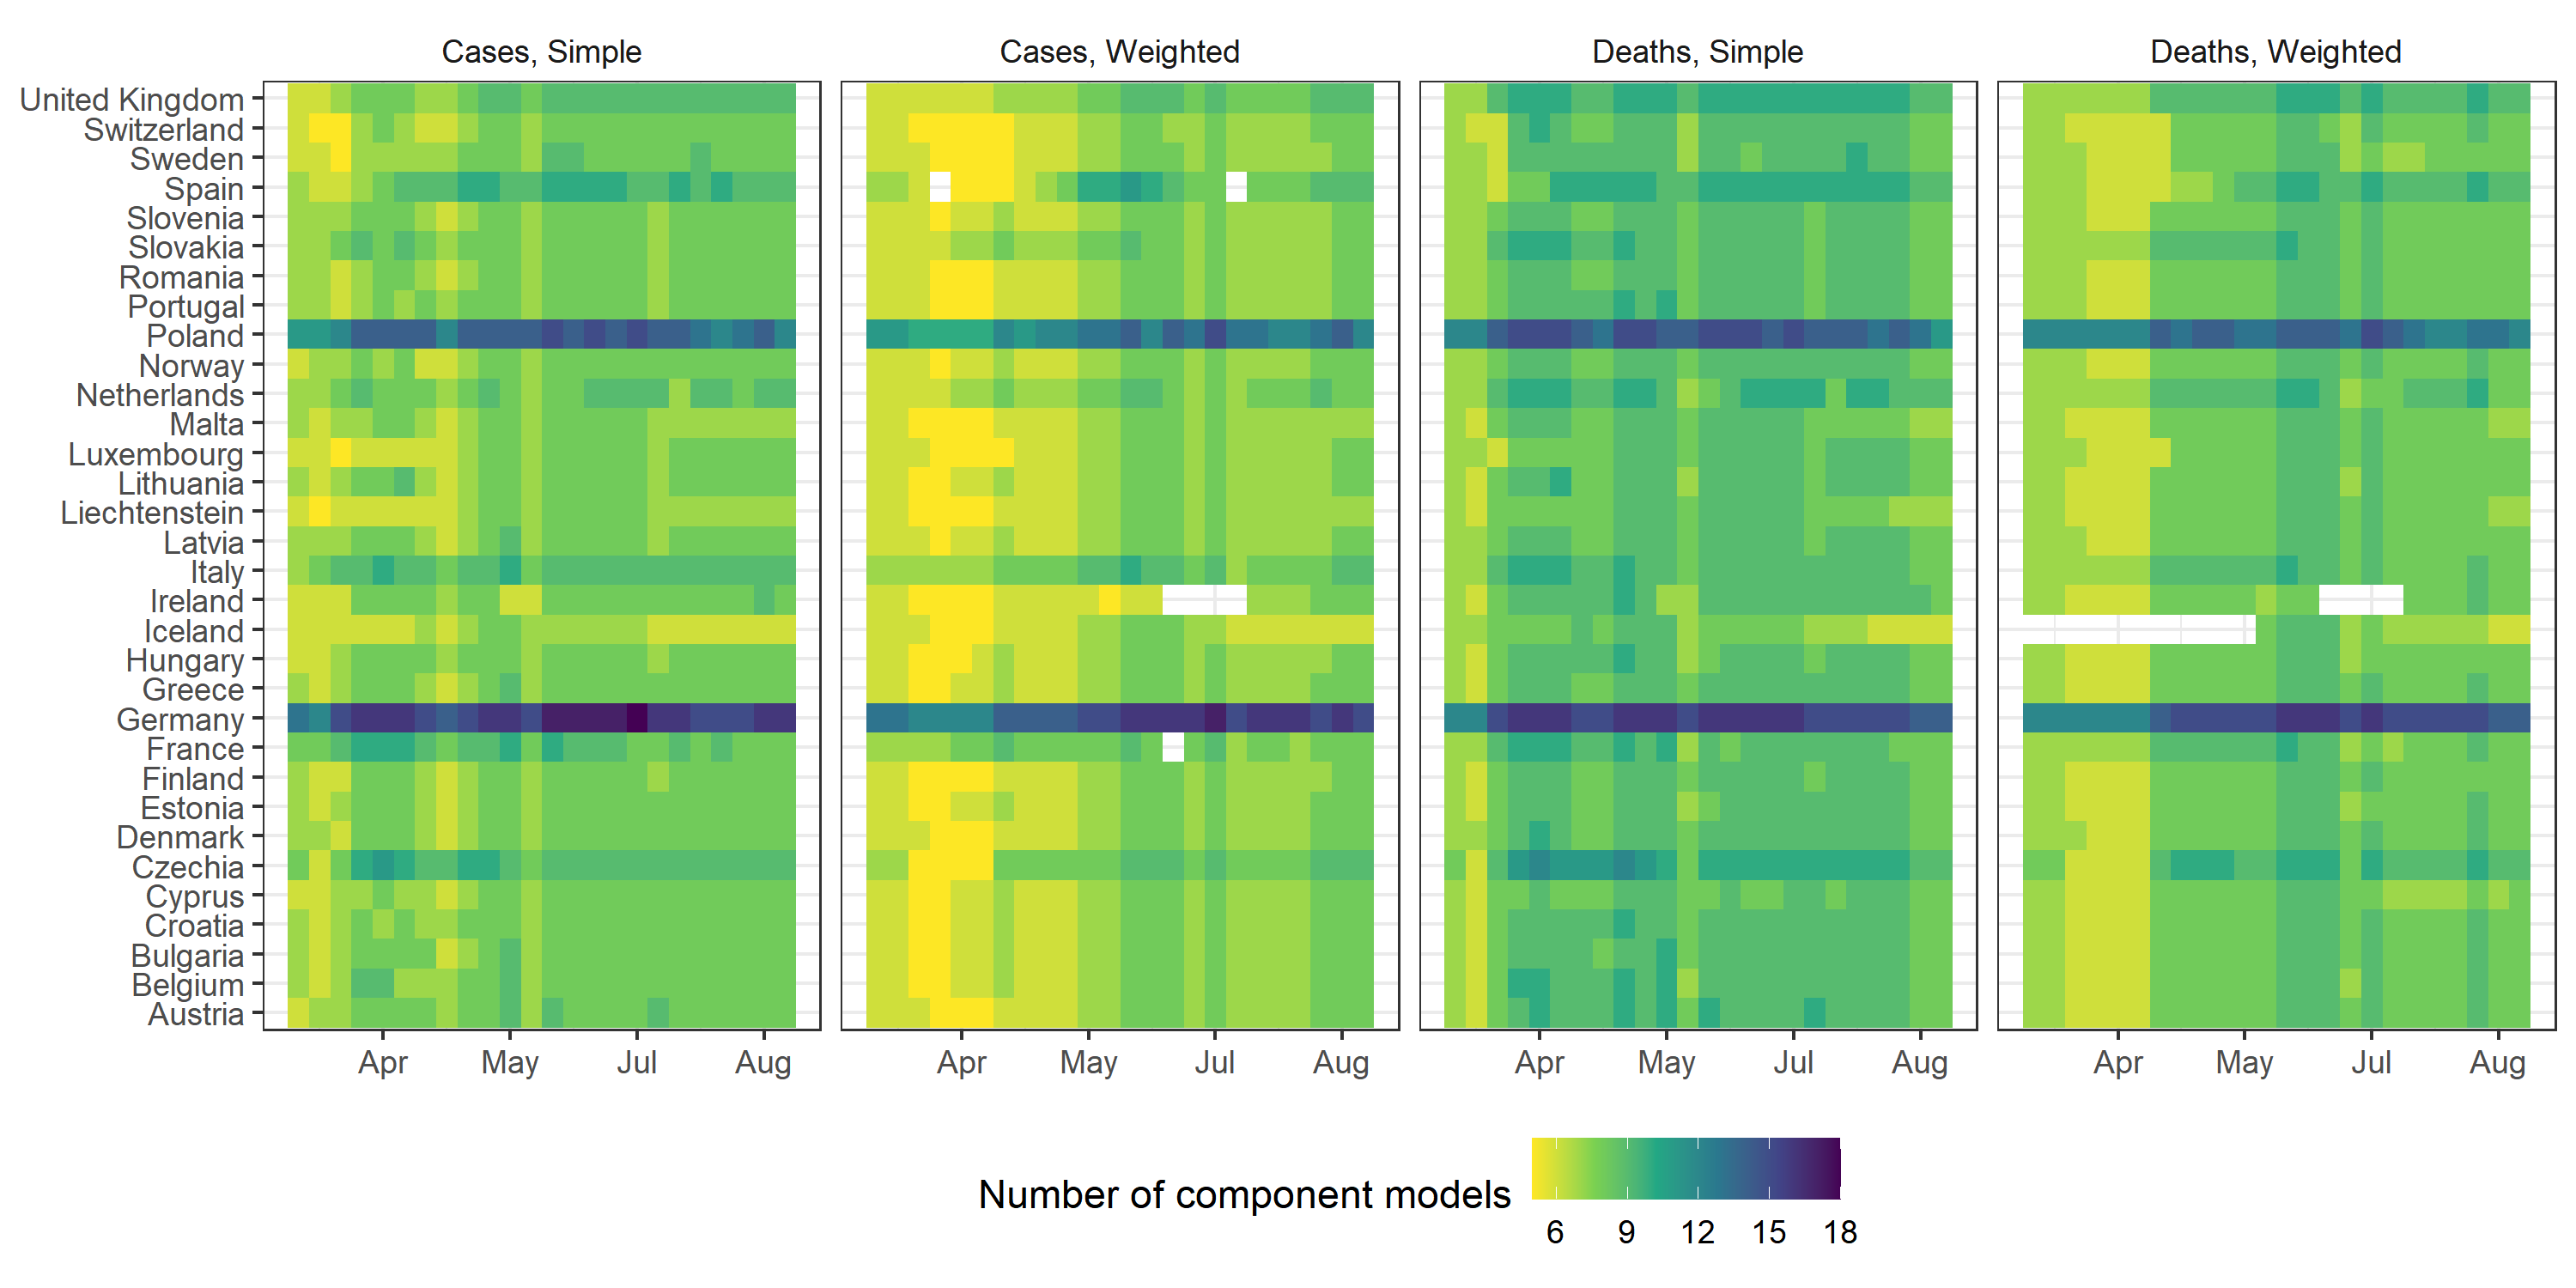 Cases, Simple
Cases, Weighted
Deaths, Simple
Deaths, Weighted
United Kingdom
Switzerland
Sweden
Spain
Slovenia
Slovakia
Romania
Portugal
Poland
Norway
Netherlands
Malta
Luxembourg
Lithuania
Liechtenstein
Latvia
Italy
Ireland
Iceland
Hungary
Greece
Germany
France
Finland
Estonia
Denmark
Czechia
Cyprus
Croatia
Bulgaria
Belgium
Austria
Apr May Jul Aug
Apr May Jul Aug
Apr May Jul Aug
Apr May Jul Aug
Number of component models
6 9 12 15 18